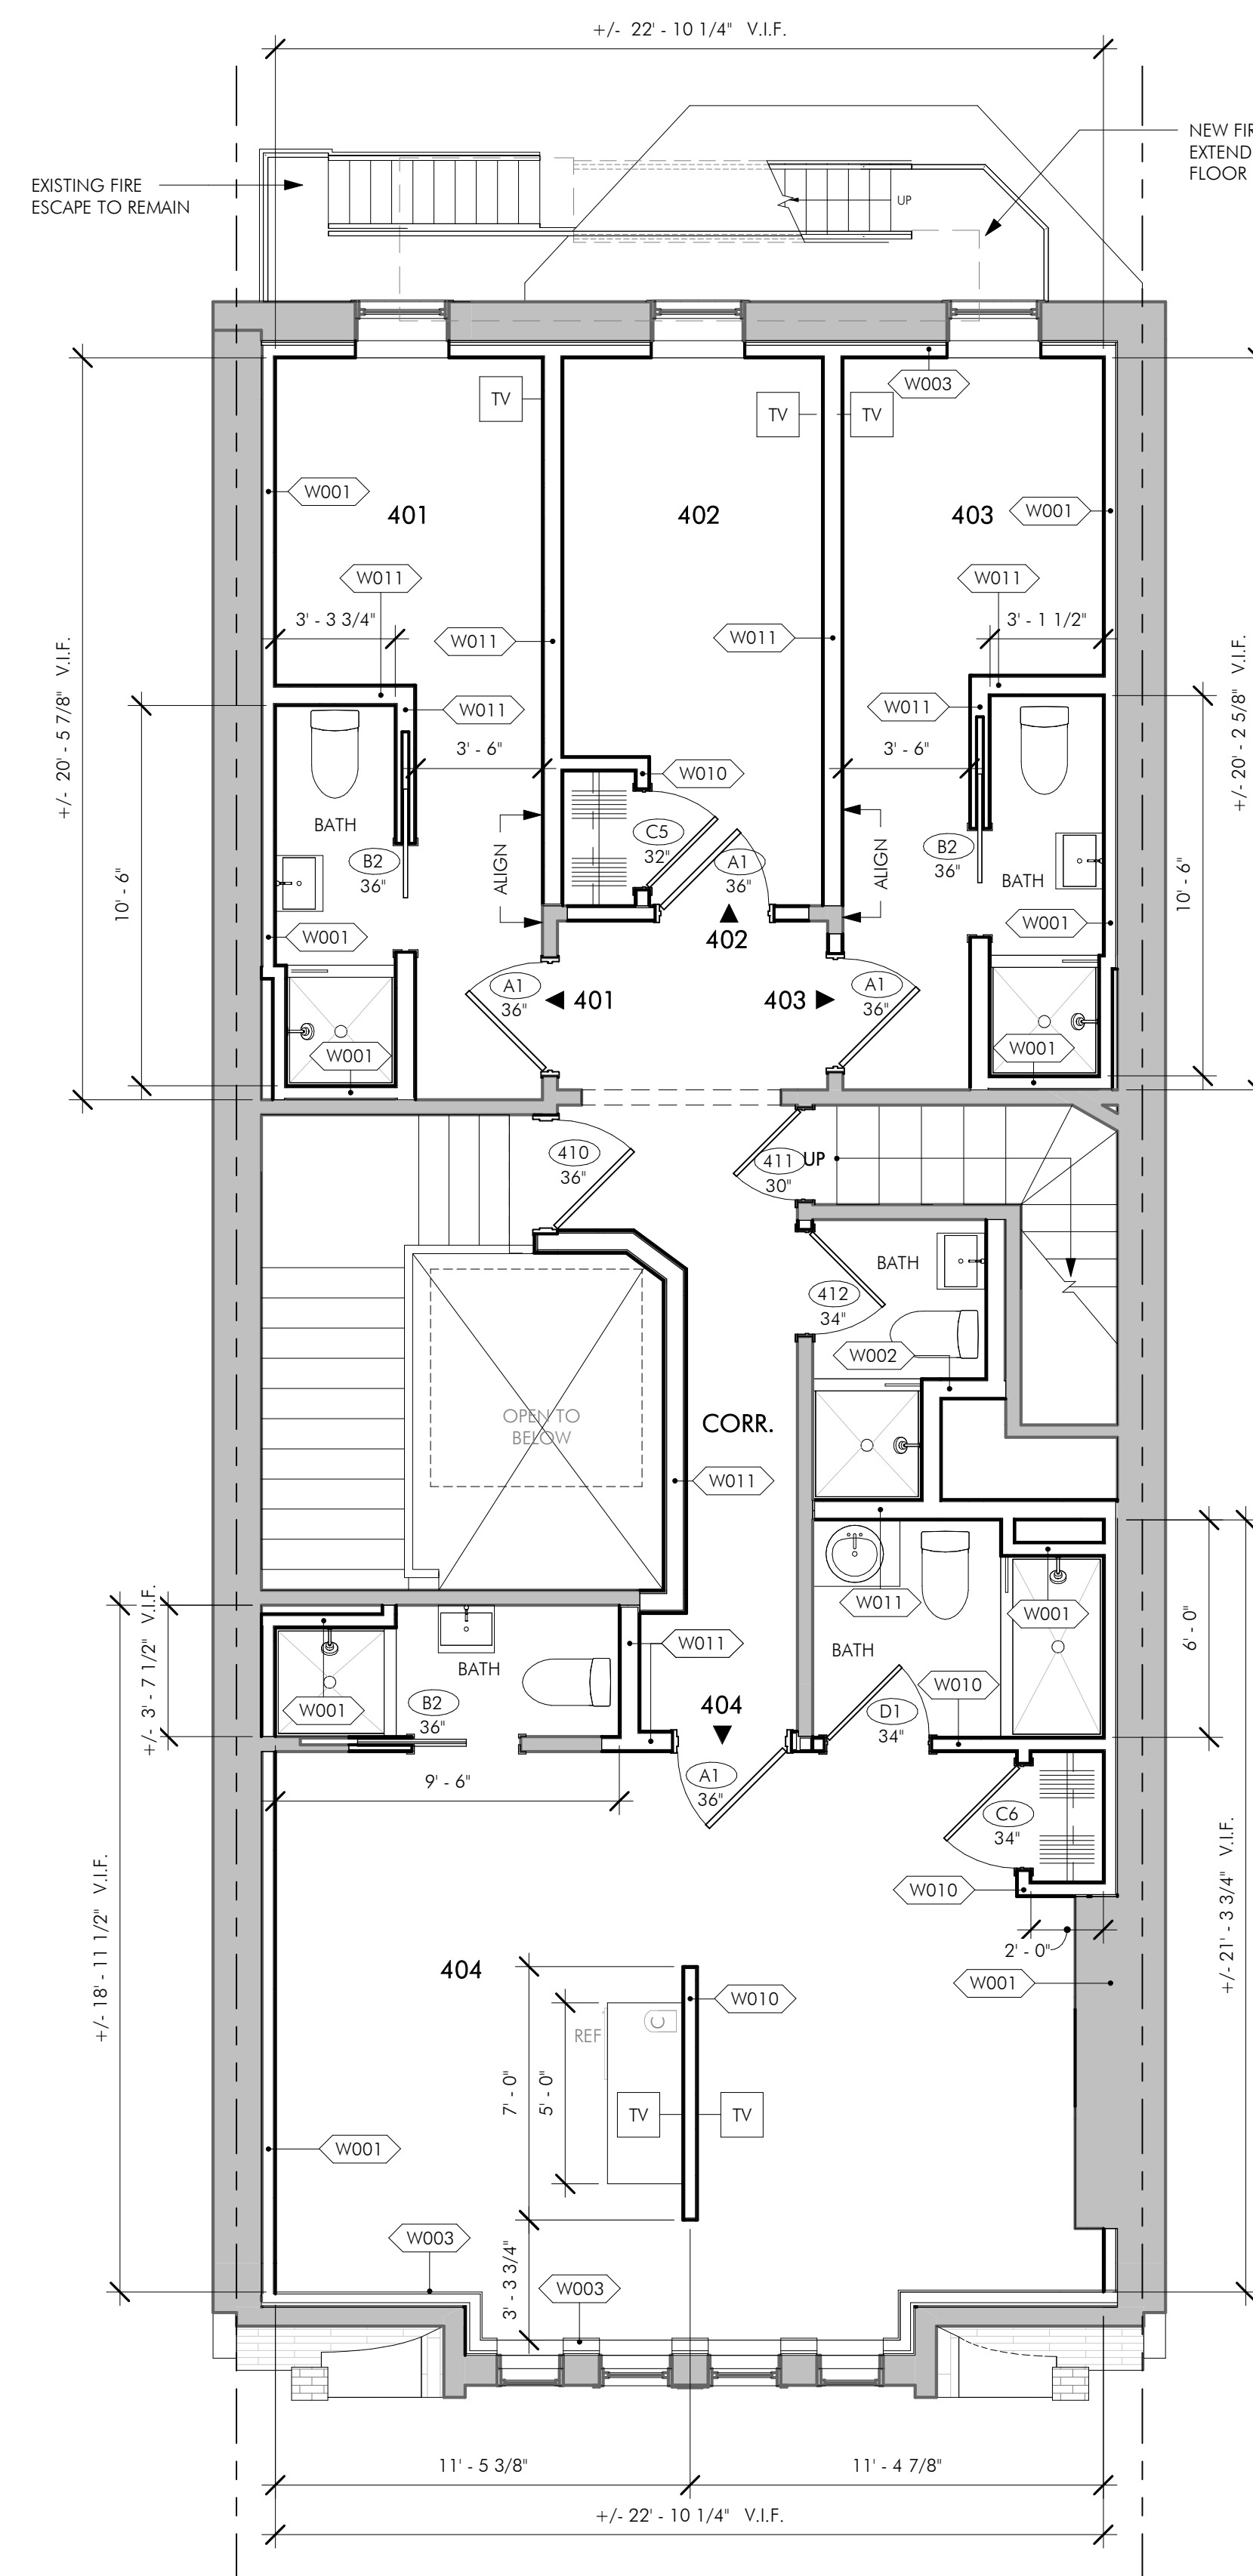 +/- 22' - 10 1/4" V.I.F.
EXISTING FIRE
ESCAPE TO REMAIN
NEW FIR
EXTEND
FLOOR
UP
TV
TV
TV
W003
W001
401
402
403
W001
W011
W011
3' - 3 3/4"
3' - 1 1/2"
W011
W011
+/- 20' - 5 7/8" V.I.F.
+/- 20' - 2 5/8" V.I.F.
W011
W011
3' - 6"
3' - 6"
W010
BATH
C5
32"
B2
36"
ALIGN
A1
36"
ALIGN
B2
36"
BATH
10' - 6"
10' - 6"
W001
402
W001
A1
36"
401
403
A1
36"
W001
W001
410
36"
411
30"
UP
BATH
412
34"
W002
OPEN TO
BELOW
CORR.
W011
W011
W001
6' - 0"
+/- 3' - 7 1/2" V.I.F.
BATH
W011
BATH
W001
B2
36"
404
W010
D1
34"
9' - 6"
A1
36"
C6
34"
W010
+/- 18' - 11 1/2" V.I.F.
+/- 21' - 3 3/4" V.I.F.
2' - 0"
404
W001
W010
REF
C
7' - 0"
5' - 0"
TV
TV
W001
W003
3' - 3 3/4"
W003
11' - 5 3/8"
11' - 4 7/8"
+/- 22' - 10 1/4" V.I.F.